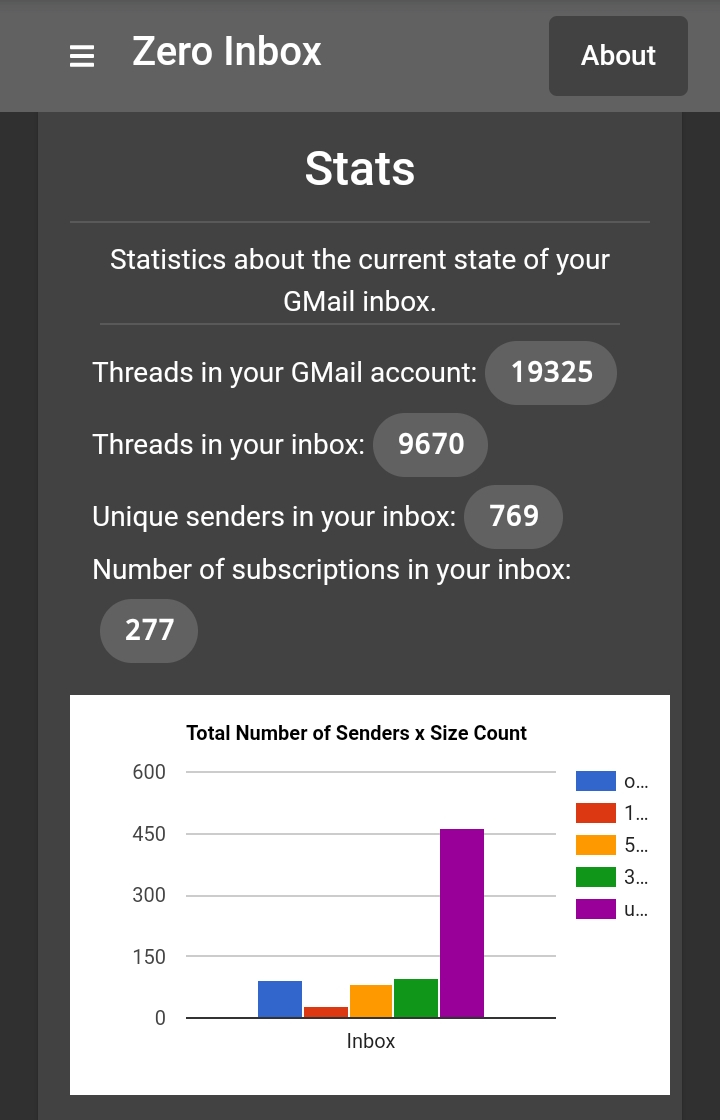 Zero Inbox
About
Stats
Statistics about the current state of your
GMail inbox.
Threads in your GMail account: 19325
Threads in your inbox: 9670
Unique senders in your inbox: 769
Number of subscriptions in your inbox:
277
Total Number of Senders x Size Count
600
450
300
150
0
Inbox
o...
1...
5...
3...
u...